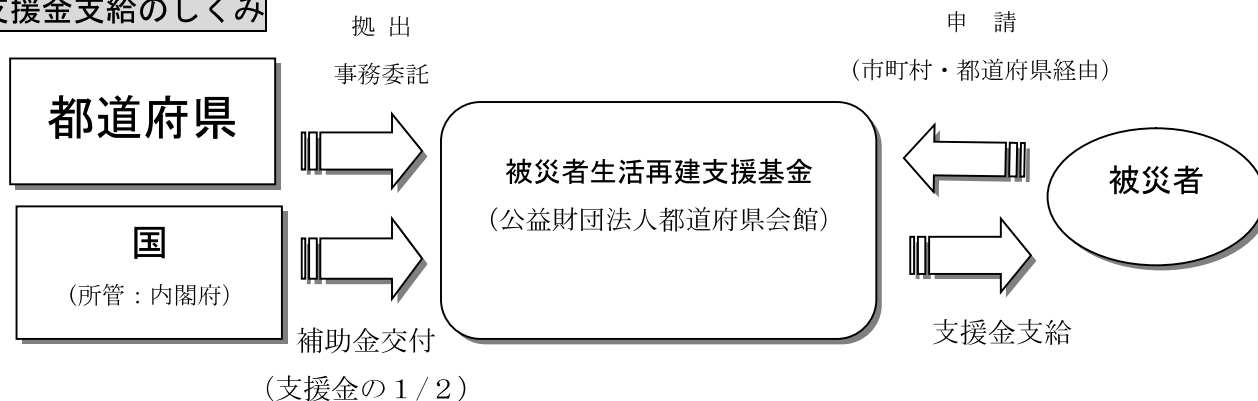 支援金支給のしくみ
拠 出
事務委託
申 請
（市町村・都道府県経由）
都道府県
被災者生活再建支援基金
（公益財団法人都道府県会館）
被災者
国
（所管：内閣府）
補助金交付
（支援金の１/２）
支援金支給